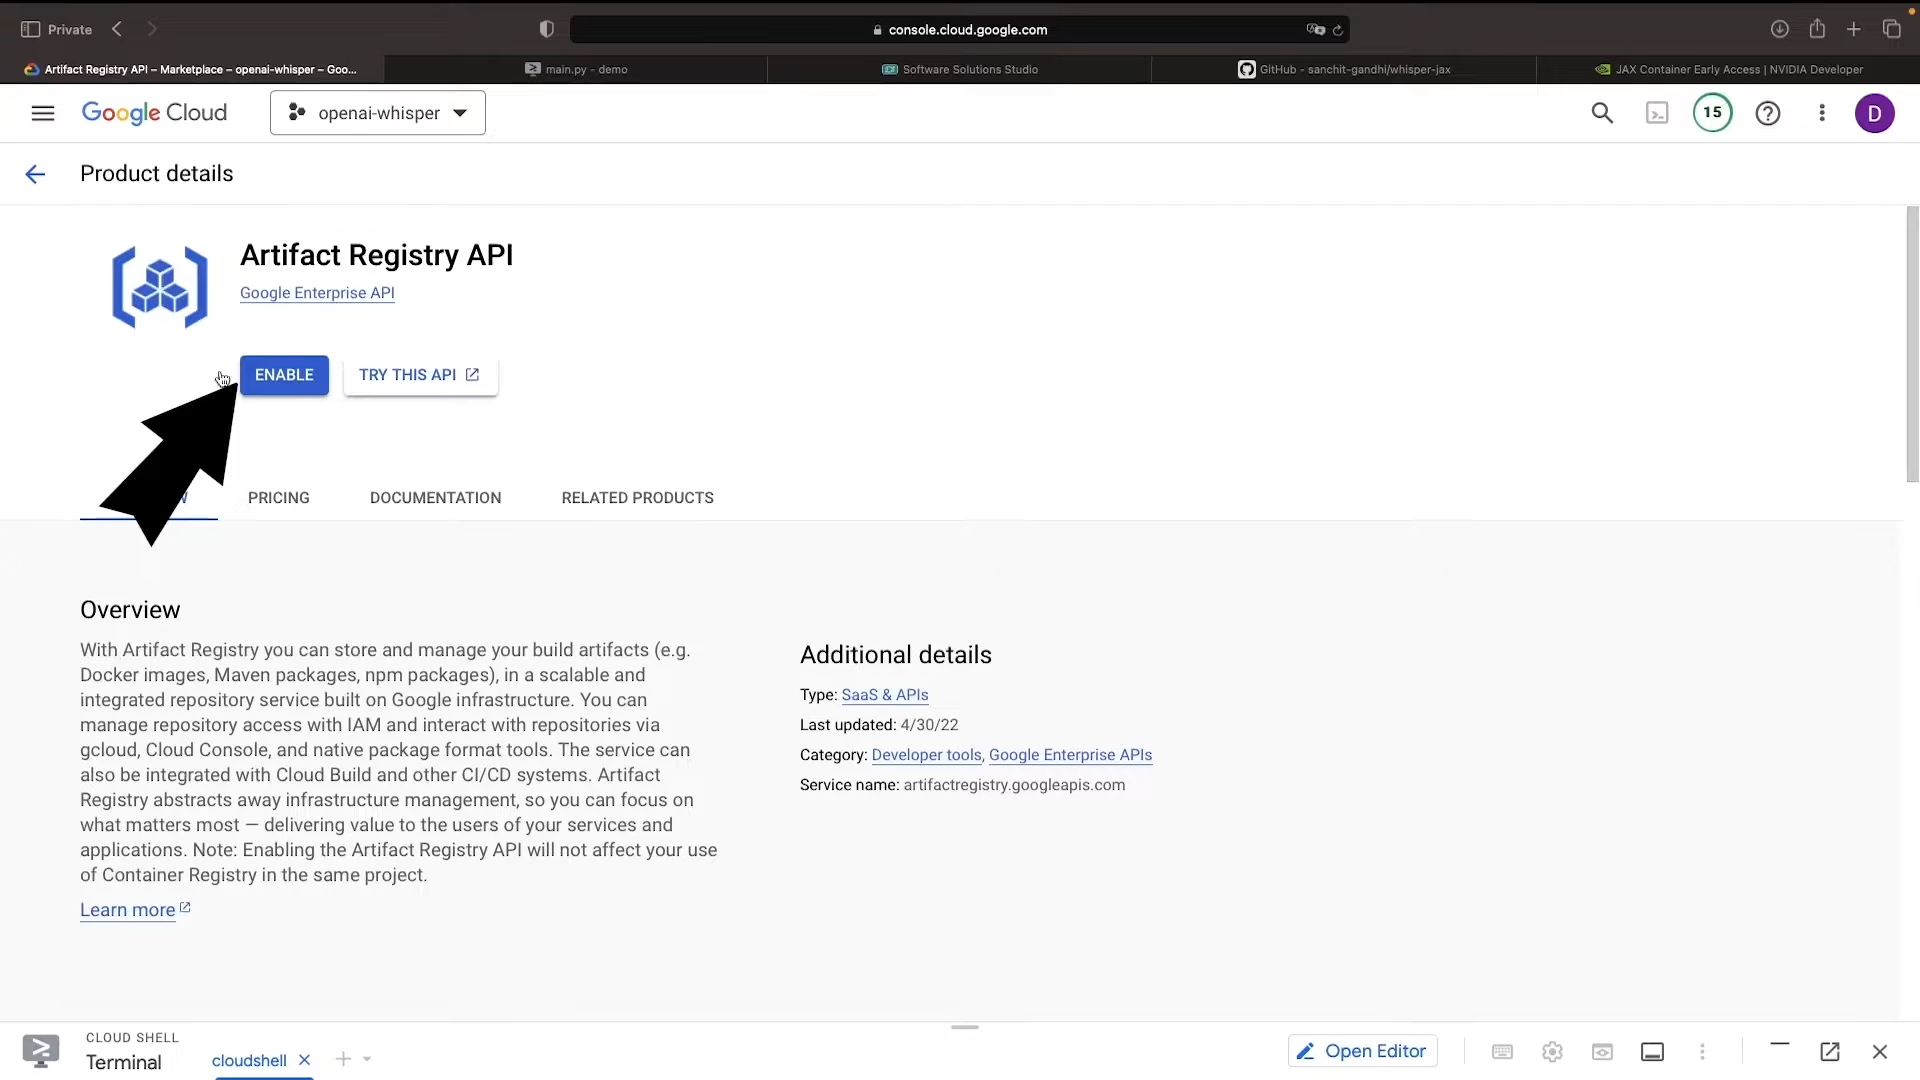 Private
console.cloud.google.com
Artifact Registry API – Marketplace – openai-whisper – Goo...
main.py - demo
Software Solutions Studio
GitHub - sanchit-gandhi/whisper-jax
JAX Container Early Access | NVIDIA Developer
Google Cloud
openai-whisper
15
D
Product details
Artifact Registry API
Google Enterprise API
ENABLE
TRY THIS API
PRICING
DOCUMENTATION
RELATED PRODUCTS
Overview
With Artifact Registry you can store and manage your build artifacts (e.g.
Docker images, Maven packages, npm packages), in a scalable and
integrated repository service built on Google infrastructure. You can
manage repository access with IAM and interact with repositories via
gcloud, Cloud Console, and native package format tools. The service can
also be integrated with Cloud Build and other CI/CD systems. Artifact
Registry abstracts away infrastructure management, so you can focus on
what matters most — delivering value to the users of your services and
applications. Note: Enabling the Artifact Registry API will not affect your use
of Container Registry in the same project.
Learn more
Additional details
Type: SaaS & APIs
Last updated: 4/30/22
Category: Developer tools, Google Enterprise APIs
Service name: artifactregistry.googleapis.com
CLOUD SHELL
Terminal
cloudshell
Open Editor